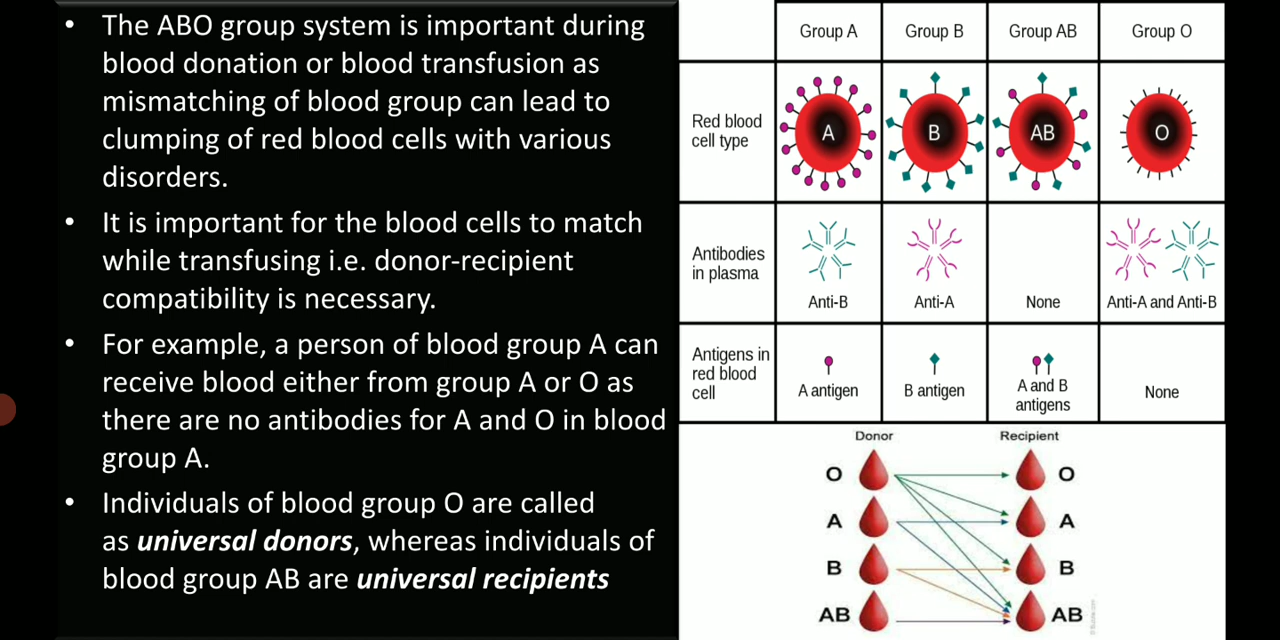 • The ABO group system is important during
blood donation or blood transfusion as
mismatching of blood group can lead to
clumping of red blood cells with various
disorders.
• It is important for the blood cells to match
while transfusing i.e. donor-recipient
compatibility is necessary.
• For example, a person of blood group A can
receive blood either from group A or O as
there are no antibodies for A and O in blood
group A.
• Individuals of blood group O are called
as universal donors, whereas individuals of
blood group AB are universal recipients
Group A Group B Group AB Group O
Red blood
cell type
A B AB O
Antibodies
in plasma
Anti-B Anti-A None Anti-A and Anti-B
Antigens in
red blood
cell
A antigen B antigen A and B
antigens
None
Donor Recipient
O O
A A
B B
AB AB